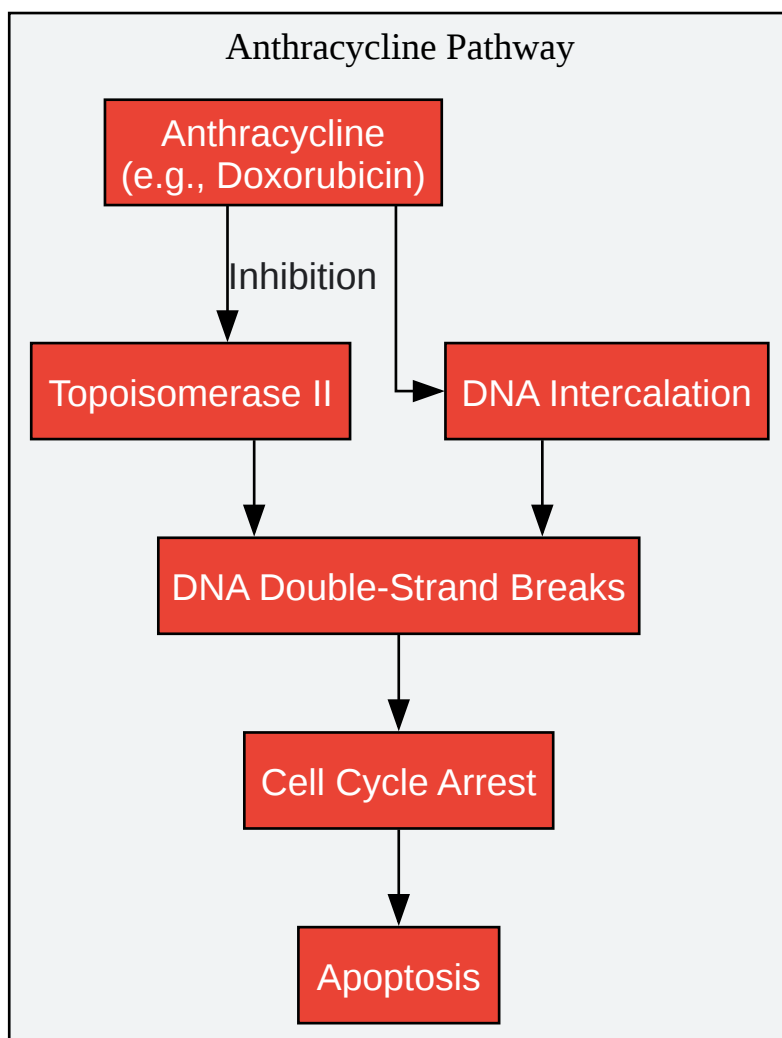 Anthracycline Pathway
Anthracycline
(e.g., Doxorubicin)
Inhibition
Topoisomerase II
DNA Intercalation
DNA Double-Strand Breaks
Cell Cycle Arrest
Apoptosis